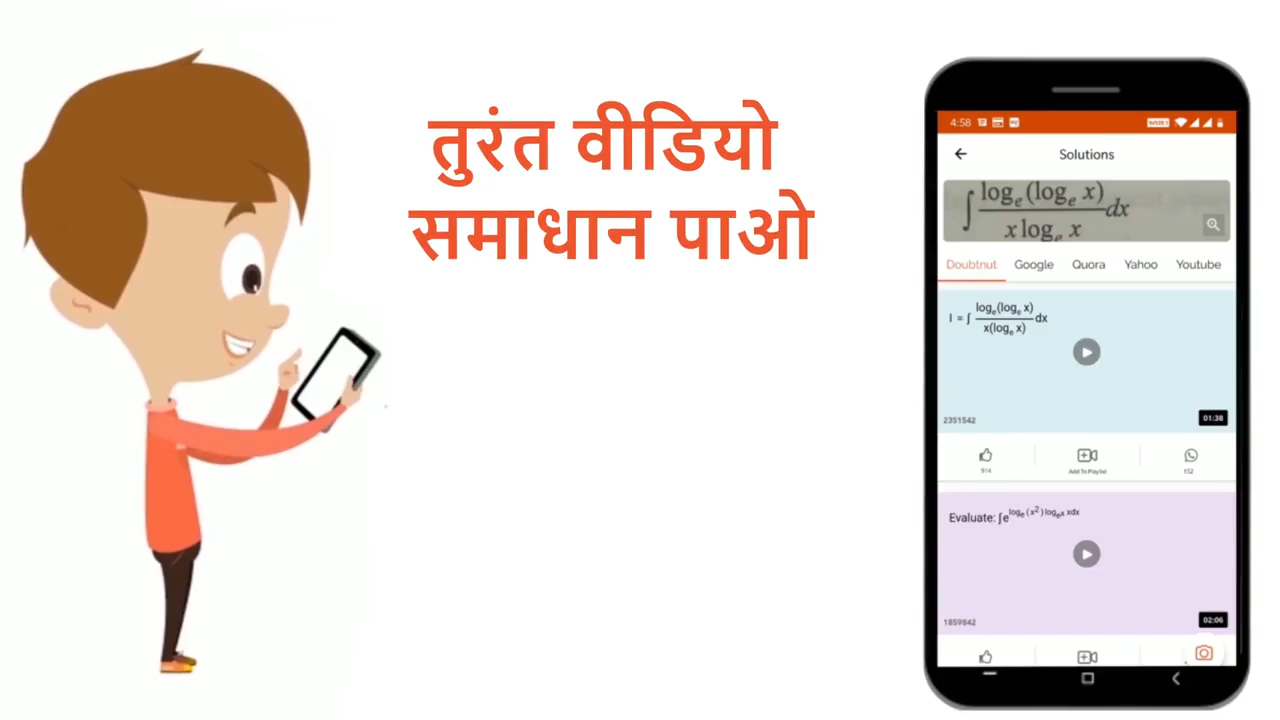 तुरंत वीडियो
समाधान पाओ
4:58
Solutions
∫ logₑ(logₑ x) / x logₑ x dx
Doubtnut Google Quora Yahoo Youtube
I = ∫ logₑ(logₑ x) / x(logₑ x) dx
2351542
01:38
914
Add To Playlist
152
Evaluate: ∫e^logₑ(x²) logₑx xdx
1859842
02:06